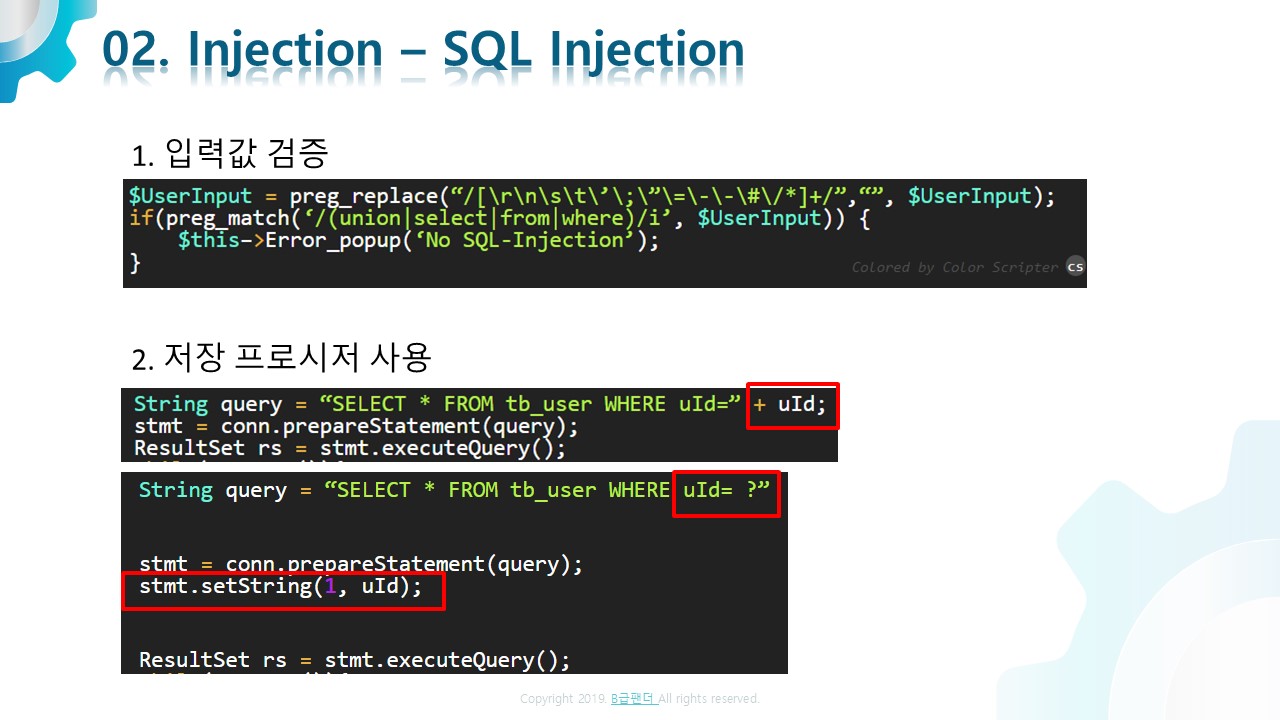 02. Injection – SQL Injection
1. 입력값 검증
$UserInput = preg_replace(“/[\r\n\s\t\’\;\”\=\-\-\#\/*]+/”,“”, $UserInput);
if(preg_match(‘/(union|select|from|where)/i’, $UserInput)) {
$this–>Error_popup(‘No SQL-Injection’);
}
Colored by Color Scripter CS
2. 저장 프로시저 사용
String query = “SELECT * FROM tb_user WHERE uId=” + uId;
stmt = conn.prepareStatement(query);
ResultSet rs = stmt.executeQuery();
String query = “SELECT * FROM tb_user WHERE uId= ?”
stmt = conn.prepareStatement(query);
stmt.setString(1, uId);
ResultSet rs = stmt.executeQuery();
Copyright 2019. B급팬더 All rights reserved.